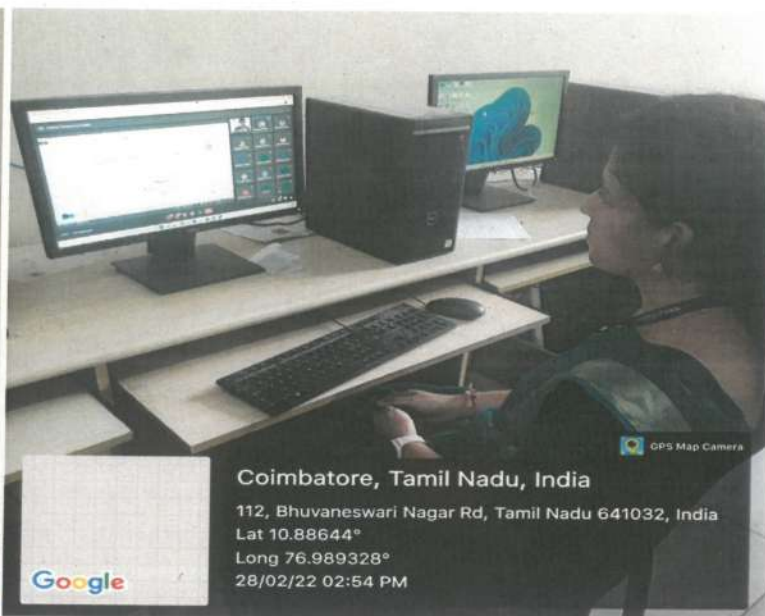 GPS Map Camera
Coimbatore, Tamil Nadu, India
112, Bhuvaneswari Nagar Rd, Tamil Nadu 641032, India
Lat 10.88644°
Long 76.989328°
28/02/22 02:54 PM
Google